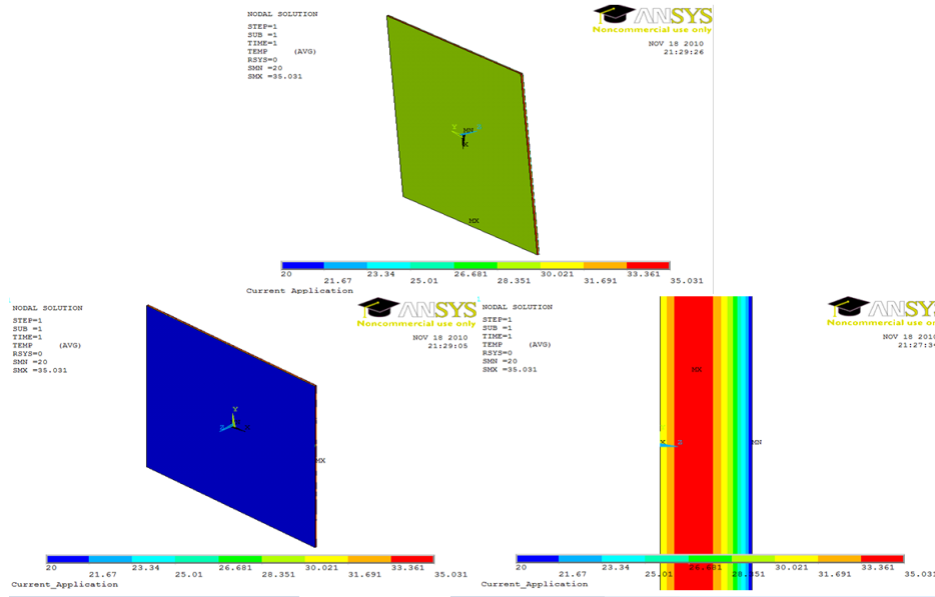 NODAL SOLUTION
STEP=1
SUB =1
TIME=1
TEMP (AVG)
RSYS=0
SMN =20
SMX =35.031
ANSYS
Noncommercial use only
NOV 18 2010
21:29:26
MN
X
MX
20 21.67 23.34 25.01 26.681 28.351 30.021 31.691 33.361 35.031
Current Application
NODAL SOLUTION
STEP=1
SUB =1
TIME=1
TEMP (AVG)
RSYS=0
SMN =20
SMX =35.031
ANSYS
Noncommercial use only
NOV 18 2010
21:29:05
Y
Z
MX
20 21.67 23.34 25.01 26.681 28.351 30.021 31.691 33.361 35.031
Current_Application
NODAL SOLUTION
STEP=1
SUB =1
TIME=1
TEMP (AVG)
RSYS=0
SMN =20
SMX =35.031
ANSY
Noncommercial use only
NOV 18 2010
21:27:34
MX
X Z MN
20 21.67 23.34 25.01 26.681 28.351 30.021 31.691 33.361 35.031
Current_Application